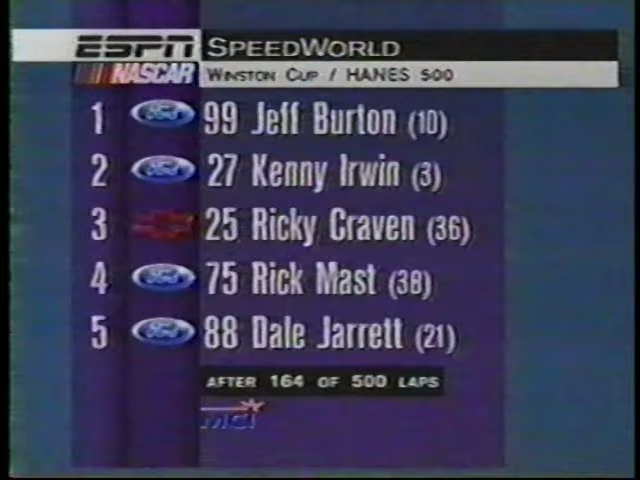 ESPN SPEEDWORLD
NASCAR WINSTON CUP / HANES 500
1 Ford 99 Jeff Burton (10)
2 Ford 27 Kenny Irwin (3)
3 25 Ricky Craven (36)
4 Ford 75 Rick Mast (38)
5 Ford 88 Dale Jarrett (21)
AFTER 164 OF 500 LAPS
MCI